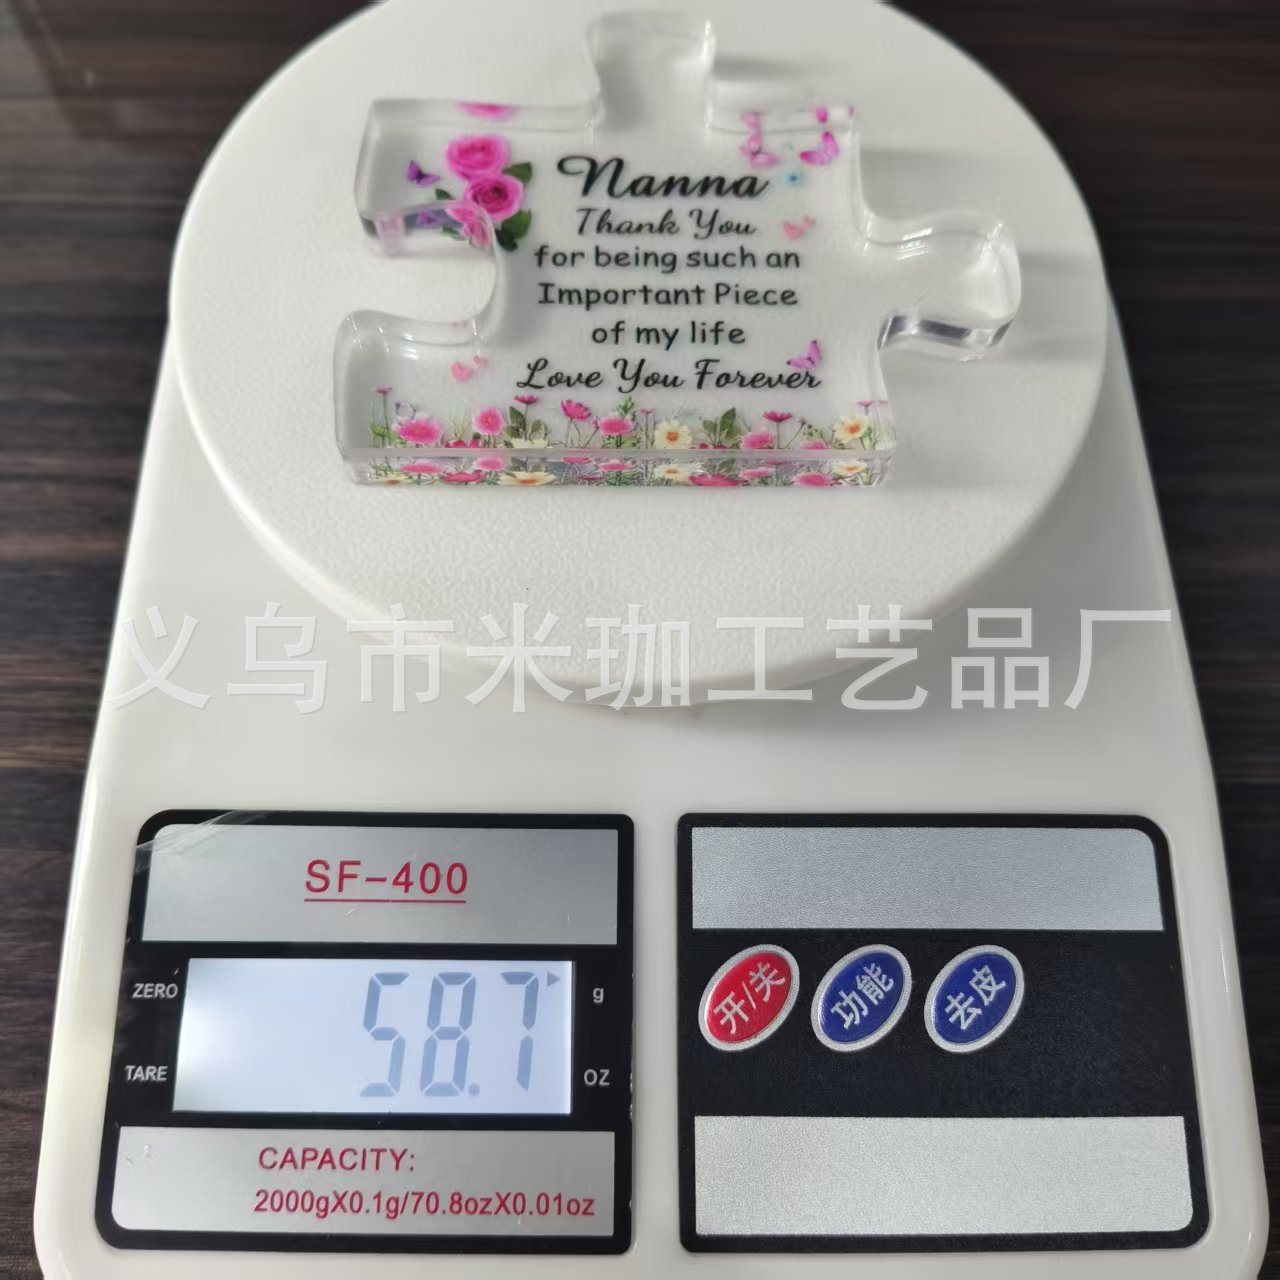 Nanna
Thank You
for being such an
Important Piece
of my life
Love You Forever
义乌市米珈工艺品厂
SF-400
ZERO
58.7
g
TARE
OZ
CAPACITY:
2000gX0.1g/70.8ozX0.01oz
开/关
功能
去皮